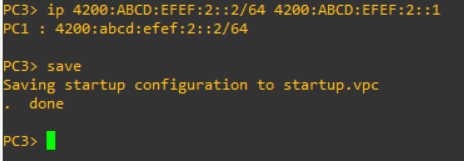 PC3> ip 4200:ABCD:EFEF:2::2/64 4200:ABCD:EFEF:2::1
PC1 : 4200:abcd:efef:2::2/64
PC3> save
Saving startup configuration to startup.vpc
.  done
PC3>